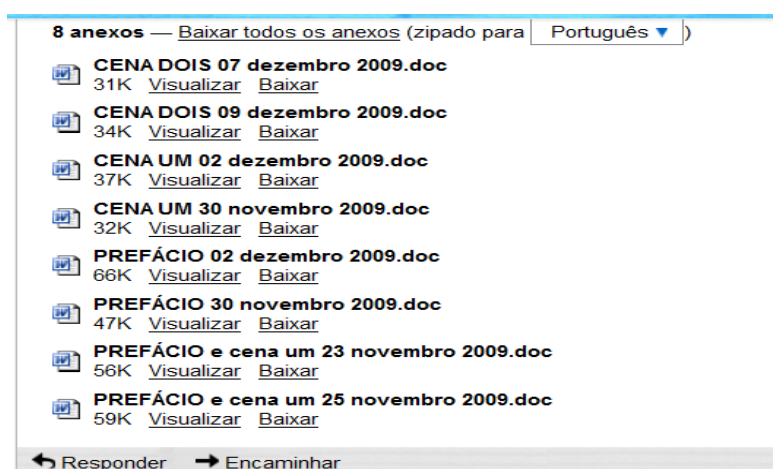 8 anexos — Baixar todos os anexos (zipado para Português ▼ )
CENA DOIS 07 dezembro 2009.doc
31K Visualizar Baixar
CENA DOIS 09 dezembro 2009.doc
34K Visualizar Baixar
CENA UM 02 dezembro 2009.doc
37K Visualizar Baixar
CENA UM 30 novembro 2009.doc
32K Visualizar Baixar
PREFÁCIO 02 dezembro 2009.doc
66K Visualizar Baixar
PREFÁCIO 30 novembro 2009.doc
47K Visualizar Baixar
PREFÁCIO e cena um 23 novembro 2009.doc
56K Visualizar Baixar
PREFÁCIO e cena um 25 novembro 2009.doc
59K Visualizar Baixar
Responder Encaminhar